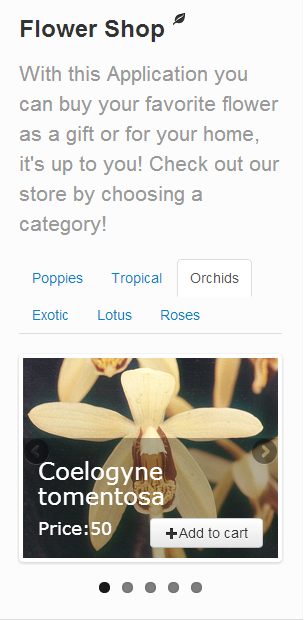 Flower Shop
With this Application you
can buy your favorite flower
as a gift or for your home,
it's up to you! Check out our
store by choosing a
category!
Poppies Tropical Orchids
Exotic Lotus Roses
Coelogyne
tomentosa
Price:50
Add to cart